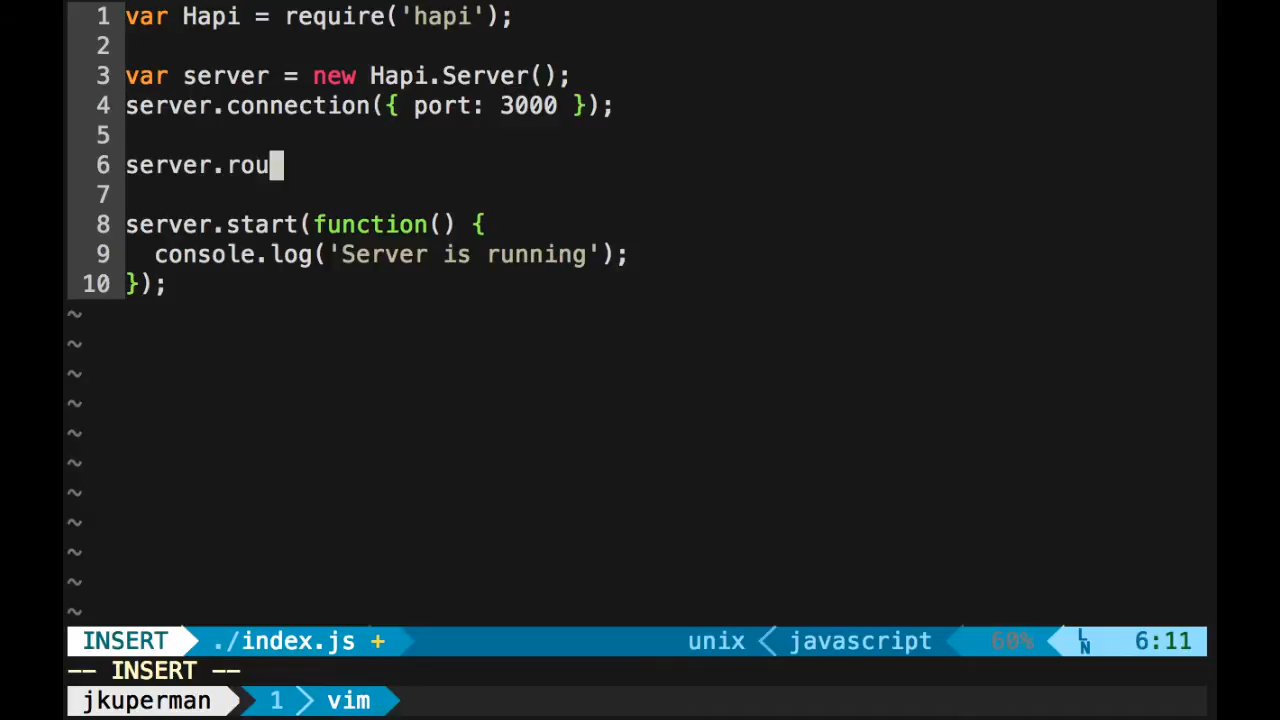 1 var Hapi = require('hapi');
2
3 var server = new Hapi.Server();
4 server.connection({ port: 3000 });
5
6 server.rou
7
8 server.start(function() {
9   console.log('Server is running');
10 });
~
~
~
~
~
~
~
~
~
~
~
INSERT ./index.js + unix javascript 60% LN 6:11
-- INSERT --
jkuperman 1 vim